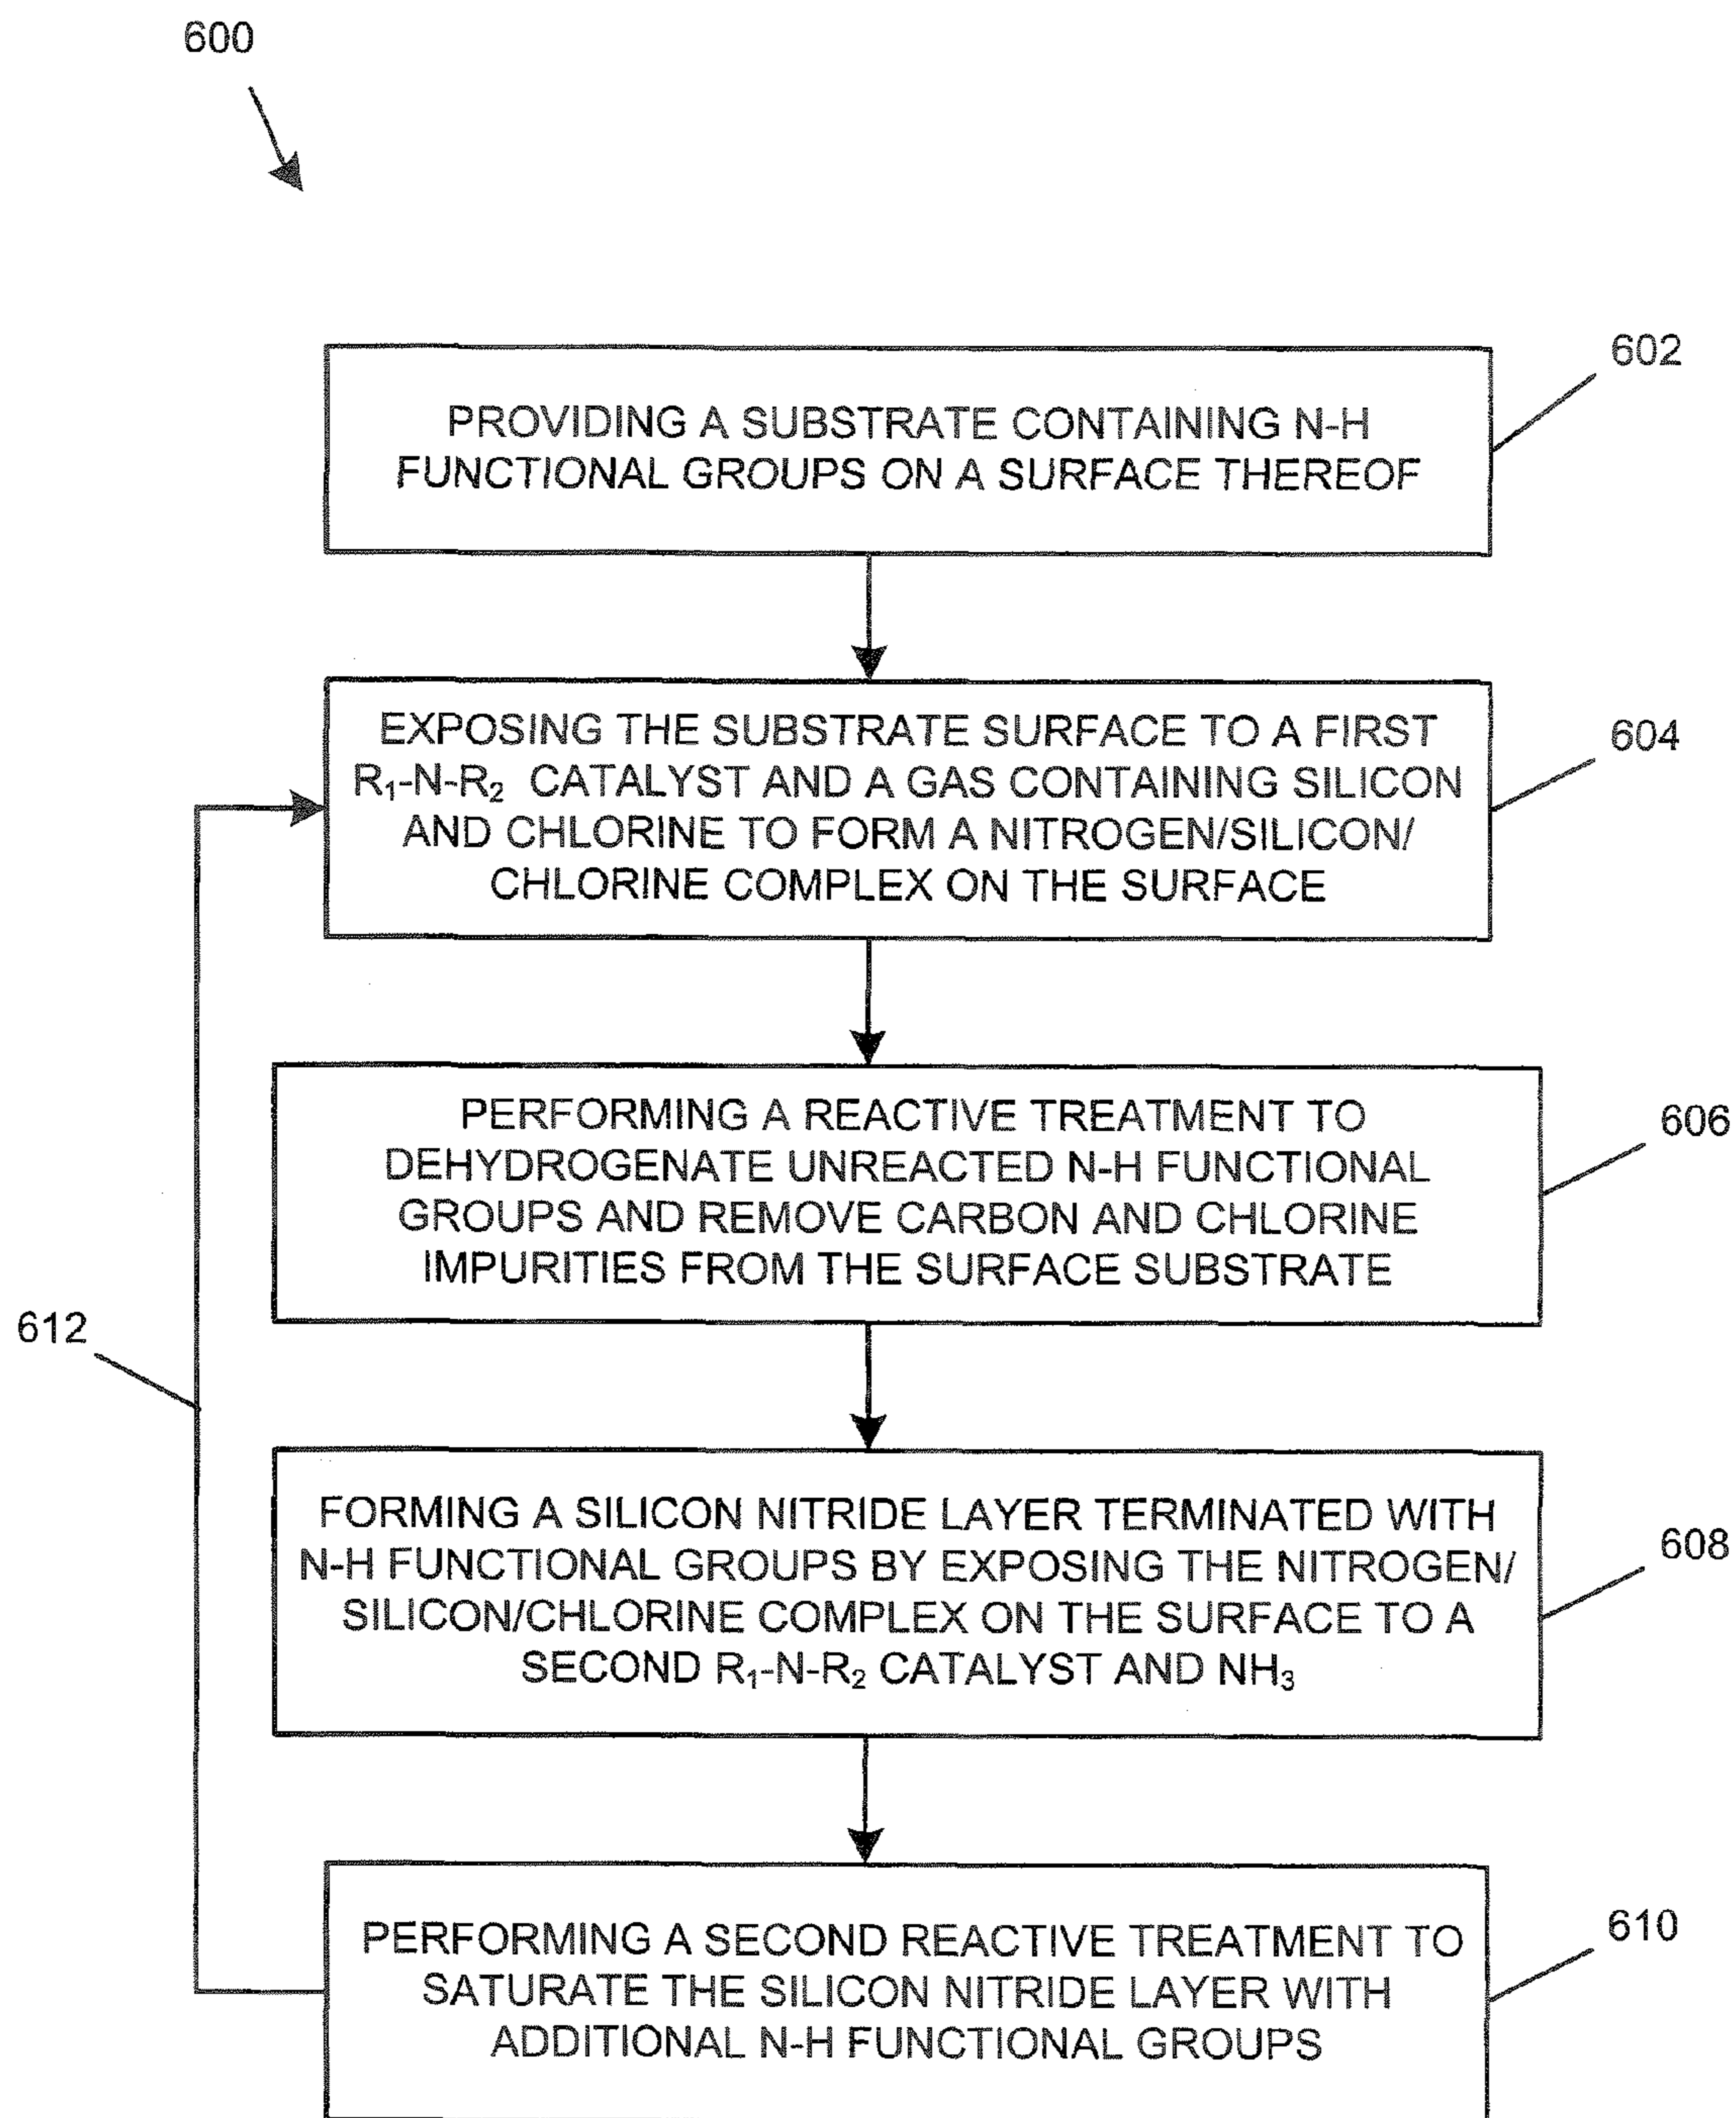 600
602
PROVIDING A SUBSTRATE CONTAINING N-H
FUNCTIONAL GROUPS ON A SURFACE THEREOF
604
EXPOSING THE SUBSTRATE SURFACE TO A FIRST
R₁-N-R₂ CATALYST AND A GAS CONTAINING SILICON
AND CHLORINE TO FORM A NITROGEN/SILICON/
CHLORINE COMPLEX ON THE SURFACE
606
PERFORMING A REACTIVE TREATMENT TO
DEHYDROGENATE UNREACTED N-H FUNCTIONAL
GROUPS AND REMOVE CARBON AND CHLORINE
IMPURITIES FROM THE SURFACE SUBSTRATE
612
608
FORMING A SILICON NITRIDE LAYER TERMINATED WITH
N-H FUNCTIONAL GROUPS BY EXPOSING THE NITROGEN/
SILICON/CHLORINE COMPLEX ON THE SURFACE TO A
SECOND R₁-N-R₂ CATALYST AND NH₃
610
PERFORMING A SECOND REACTIVE TREATMENT TO
SATURATE THE SILICON NITRIDE LAYER WITH
ADDITIONAL N-H FUNCTIONAL GROUPS